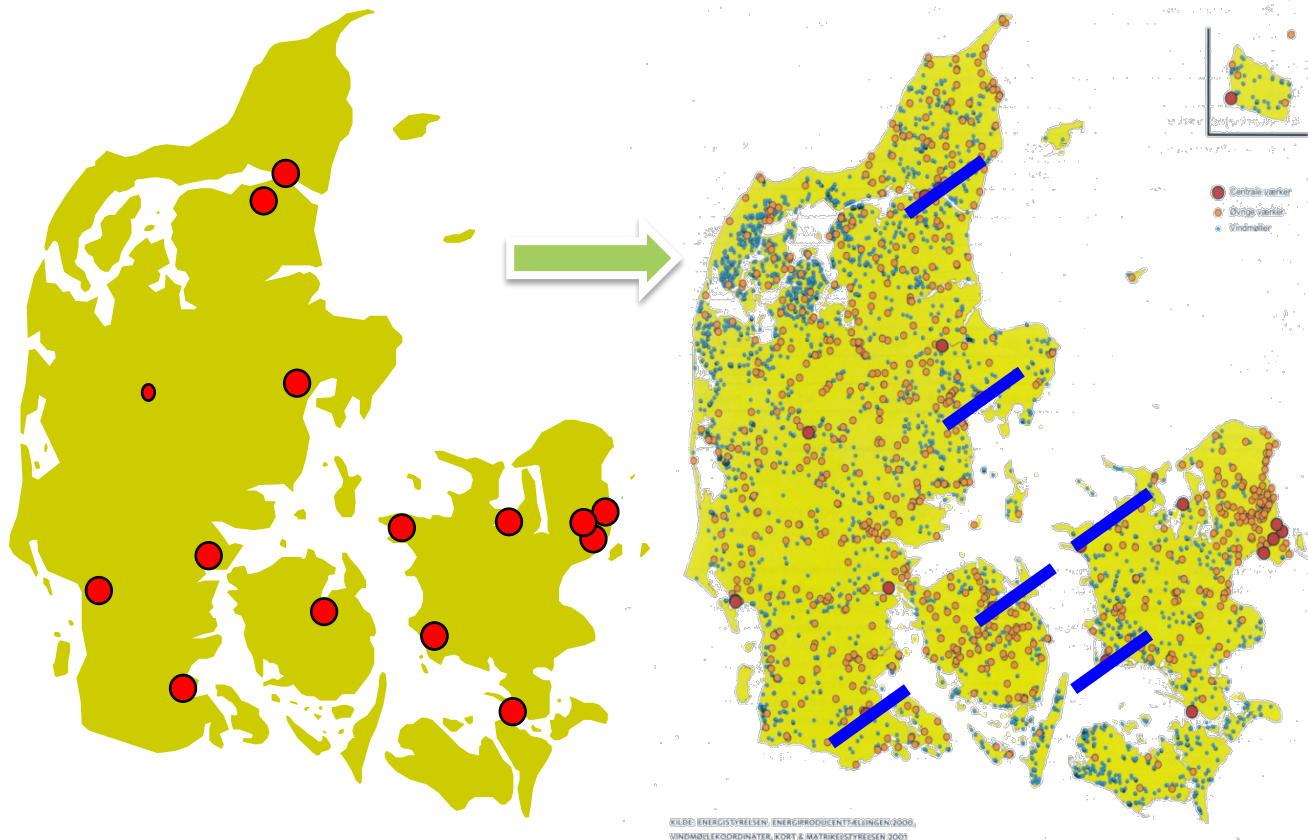 Centrale værker
Øvrige værker
Vindmøller
KILDE: ENERGISTYRELSEN, ENERGIPRODUCENTTÆLLINGEN 2000,
VINDMØLLEKOORDINATER, KORT & MATRIKELSTYRELSEN 2001